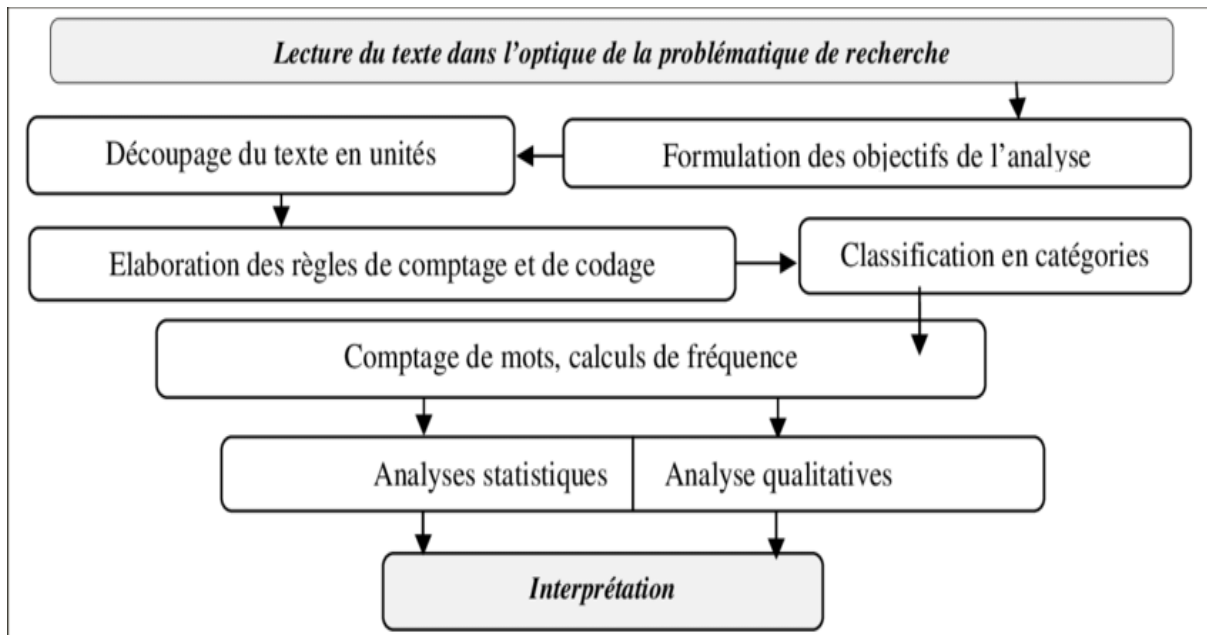 Lecture du texte dans l’optique de la problématique de recherche
Formulation des objectifs de l’analyse
Découpage du texte en unités
Elaboration des règles de comptage et de codage
Classification en catégories
Comptage de mots, calculs de fréquence
Analyses statistiques
Analyse qualitatives
Interprétation